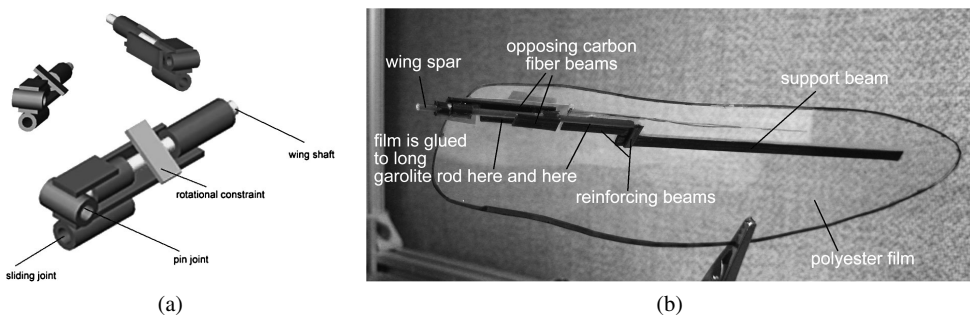 wing shaft
rotational constraint
pin joint
sliding joint
(a)
wing spar
opposing carbon
fiber beams
support beam
film is glued
to long
garolite rod here and here
reinforcing beams
polyester film
(b)